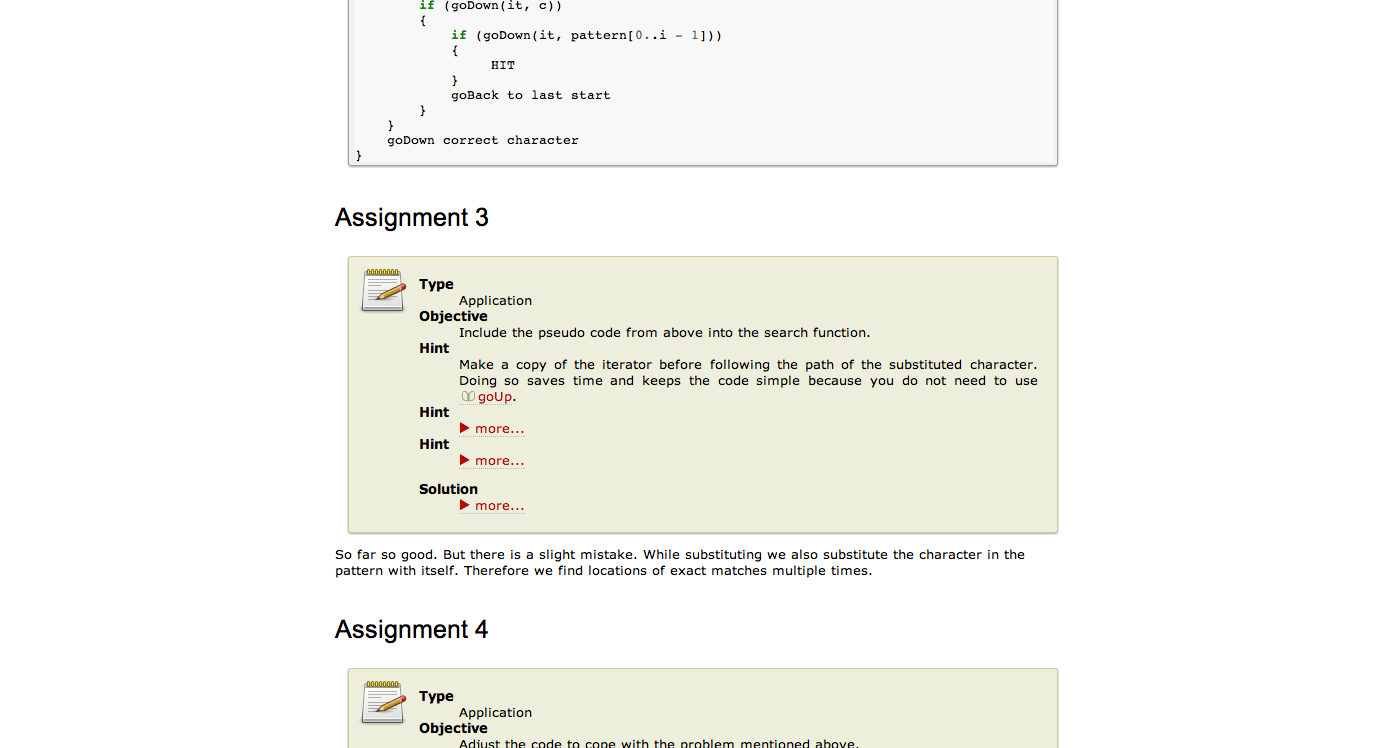 if (goDown(it, c))
{
if (goDown(it, pattern[0..i - 1]))
{
HIT
}
goBack to last start
}
}
goDown correct character
}
Assignment 3
Type
Application
Objective
Include the pseudo code from above into the search function.
Hint
Make a copy of the iterator before following the path of the substituted character.
Doing so saves time and keeps the code simple because you do not need to use
goUp.
Hint
more...
Hint
more...
Solution
more...
So far so good. But there is a slight mistake. While substituting we also substitute the character in the
pattern with itself. Therefore we find locations of exact matches multiple times.
Assignment 4
Type
Application
Objective
Adjust the code to cope with the problem mentioned above.